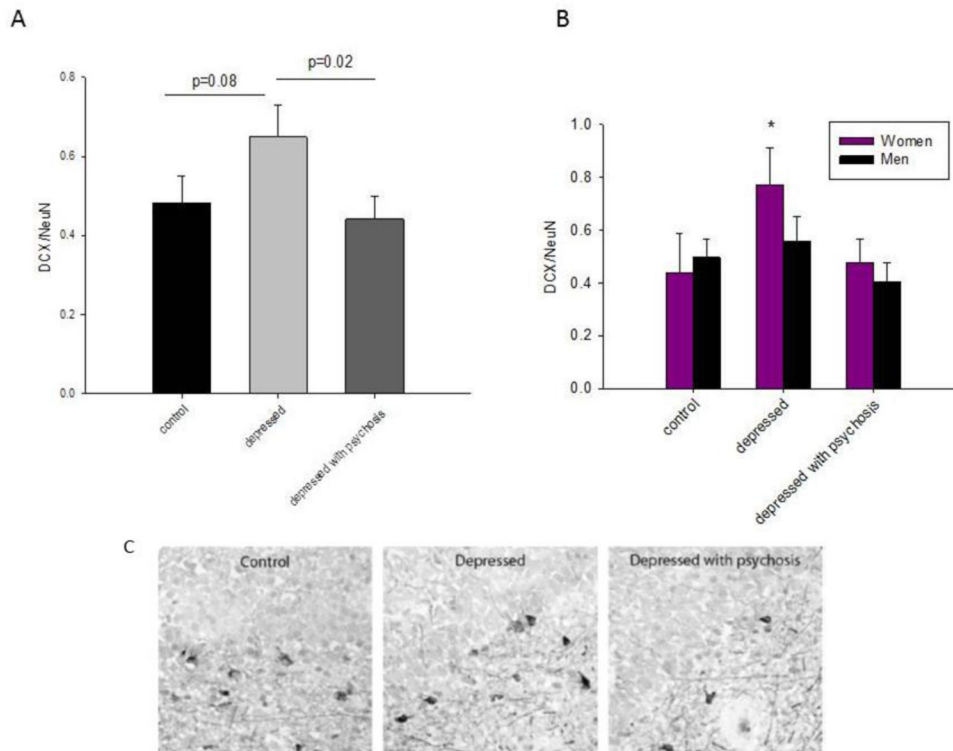 A
p=0.08
p=0.02
0.8
0.6
0.4
0.2
0.0
DCX/NeuN
control
depressed
depressed with psychosis
B
*
Women
Men
1.0
0.8
0.6
0.4
0.2
0.0
DCX/NeuN
control
depressed
depressed with psychosis
C
Control
Depressed
Depressed with psychosis